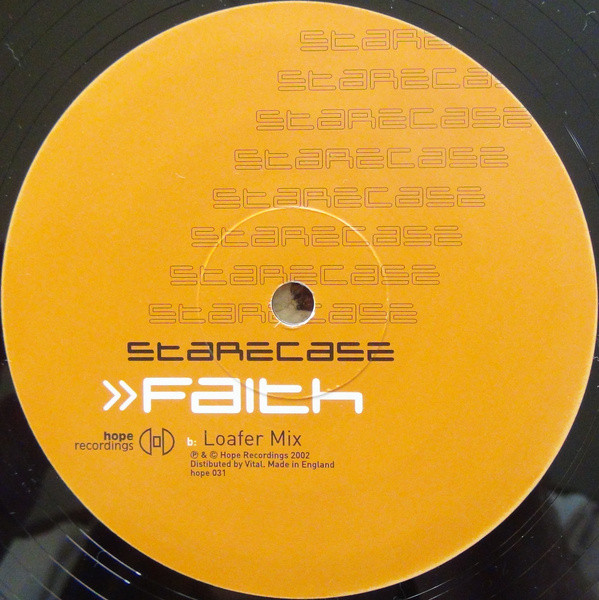 StareCase
StareCase
StareCase
StareCase
StareCase
StareCase
StareCase
StareCase
StareCase
»Faith
hope
recordings
b: Loafer Mix
℗ & © Hope Recordings 2002
Distibuted by Vital. Made in England
hope 031